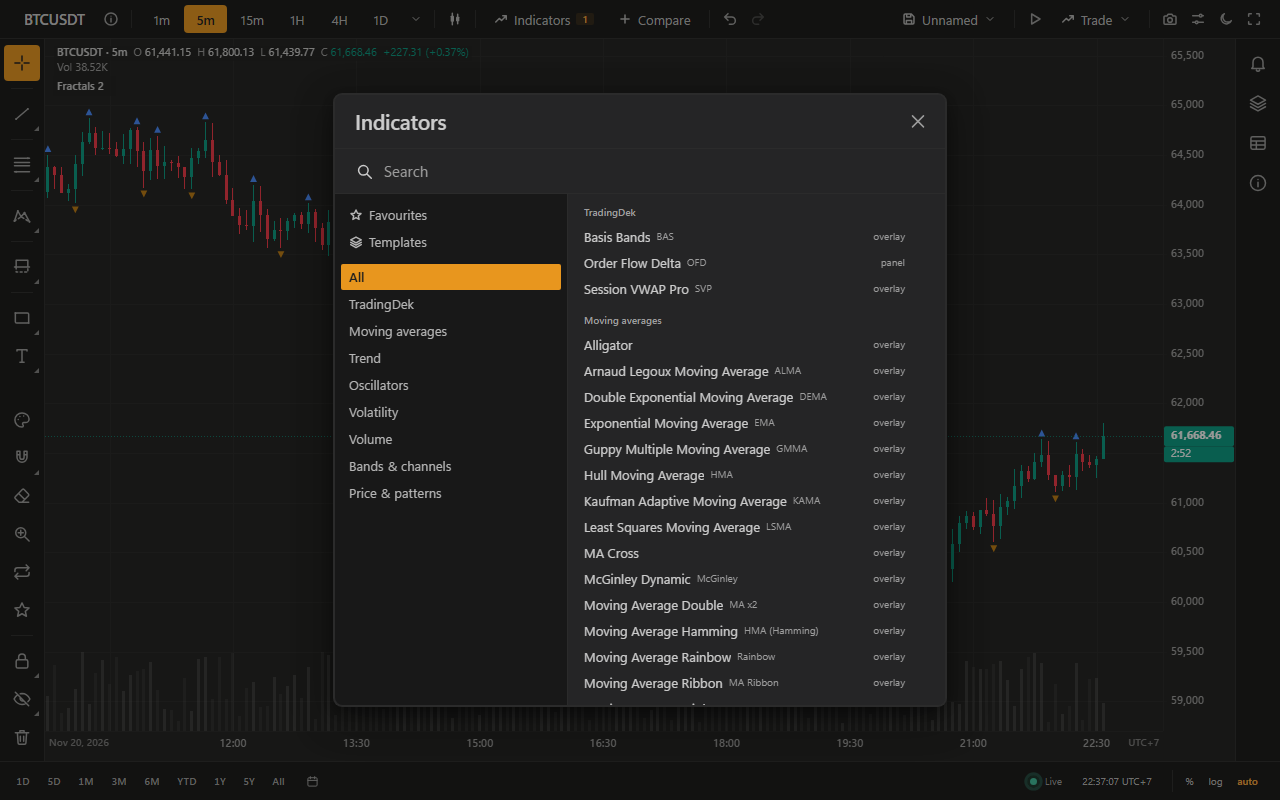 BTCUSDT 1m 5m 15m 1H 4H 1D Indicators 1 Compare Unnamed Trade
BTCUSDT · 5m O 61,441.15 H 61,800.13 L 61,439.77 C 61,668.46 +227.31 (+0.37%)
Vol 38.52K
Fractals 2
65,500
65,000
64,500
64,000
63,500
63,000
62,500
62,000
61,668.46
2:52
61,000
60,500
60,000
59,500
59,000
Indicators
Search
Favourites
Templates
All
TradingDek
Moving averages
Trend
Oscillators
Volatility
Volume
Bands & channels
Price & patterns
TradingDek
Basis Bands BAS overlay
Order Flow Delta OFD panel
Session VWAP Pro SVP overlay
Moving averages
Alligator overlay
Arnaud Legoux Moving Average ALMA overlay
Double Exponential Moving Average DEMA overlay
Exponential Moving Average EMA overlay
Guppy Multiple Moving Average GMMA overlay
Hull Moving Average HMA overlay
Kaufman Adaptive Moving Average KAMA overlay
Least Squares Moving Average LSMA overlay
MA Cross overlay
McGinley Dynamic McGinley overlay
Moving Average Double MA x2 overlay
Moving Average Hamming HMA (Hamming) overlay
Moving Average Rainbow Rainbow overlay
Moving Average Ribbon MA Ribbon overlay
Nov 20, 2026 12:00 13:30 15:00 16:30 18:00 19:30 21:00 22:30 UTC+7
1D 5D 1M 3M 6M YTD 1Y 5Y All Live 22:37:07 UTC+7 % log auto